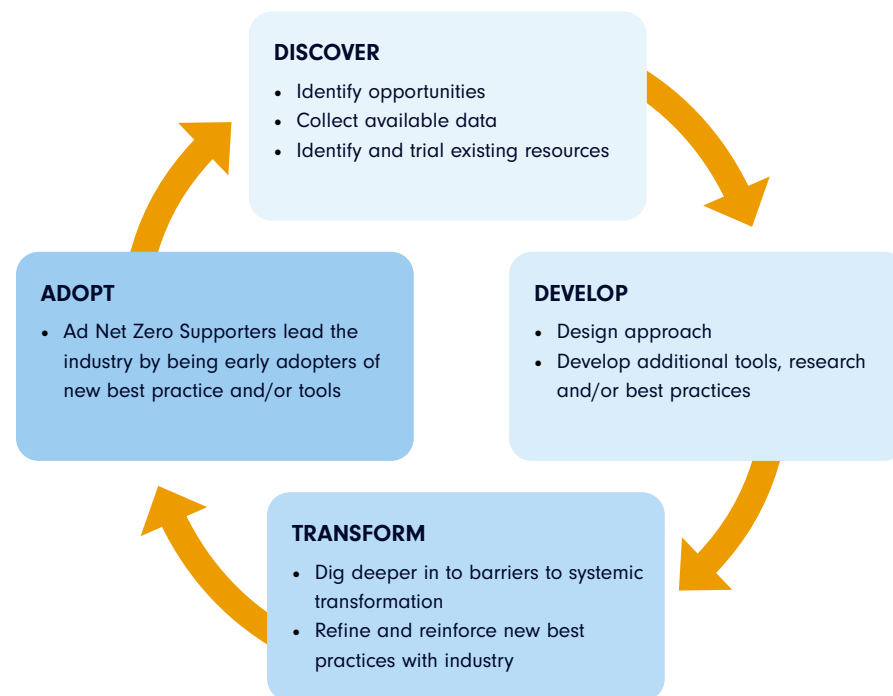 DISCOVER
• Identify opportunities
• Collect available data
• Identify and trial existing resources
DEVELOP
• Design approach
• Develop additional tools, research
and/or best practices
TRANSFORM
• Dig deeper in to barriers to systemic
transformation
• Refine and reinforce new best
practices with industry
ADOPT
• Ad Net Zero Supporters lead the
industry by being early adopters of
new best practice and/or tools